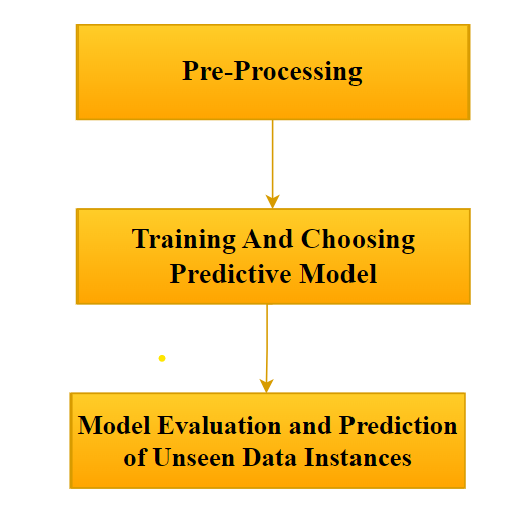 Pre-Processing
Training And Choosing
Predictive Model
Model Evaluation and Prediction
of Unseen Data Instances